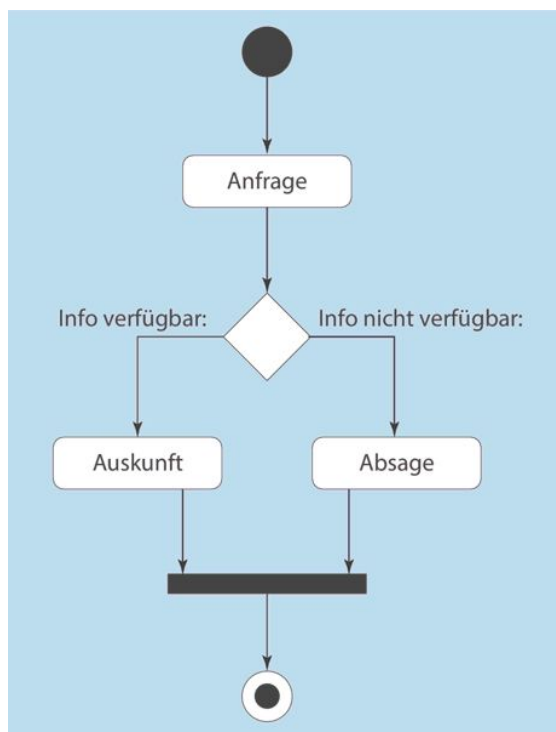 Anfrage
Info verfügbar:
Info nicht verfügbar:
Auskunft
Absage